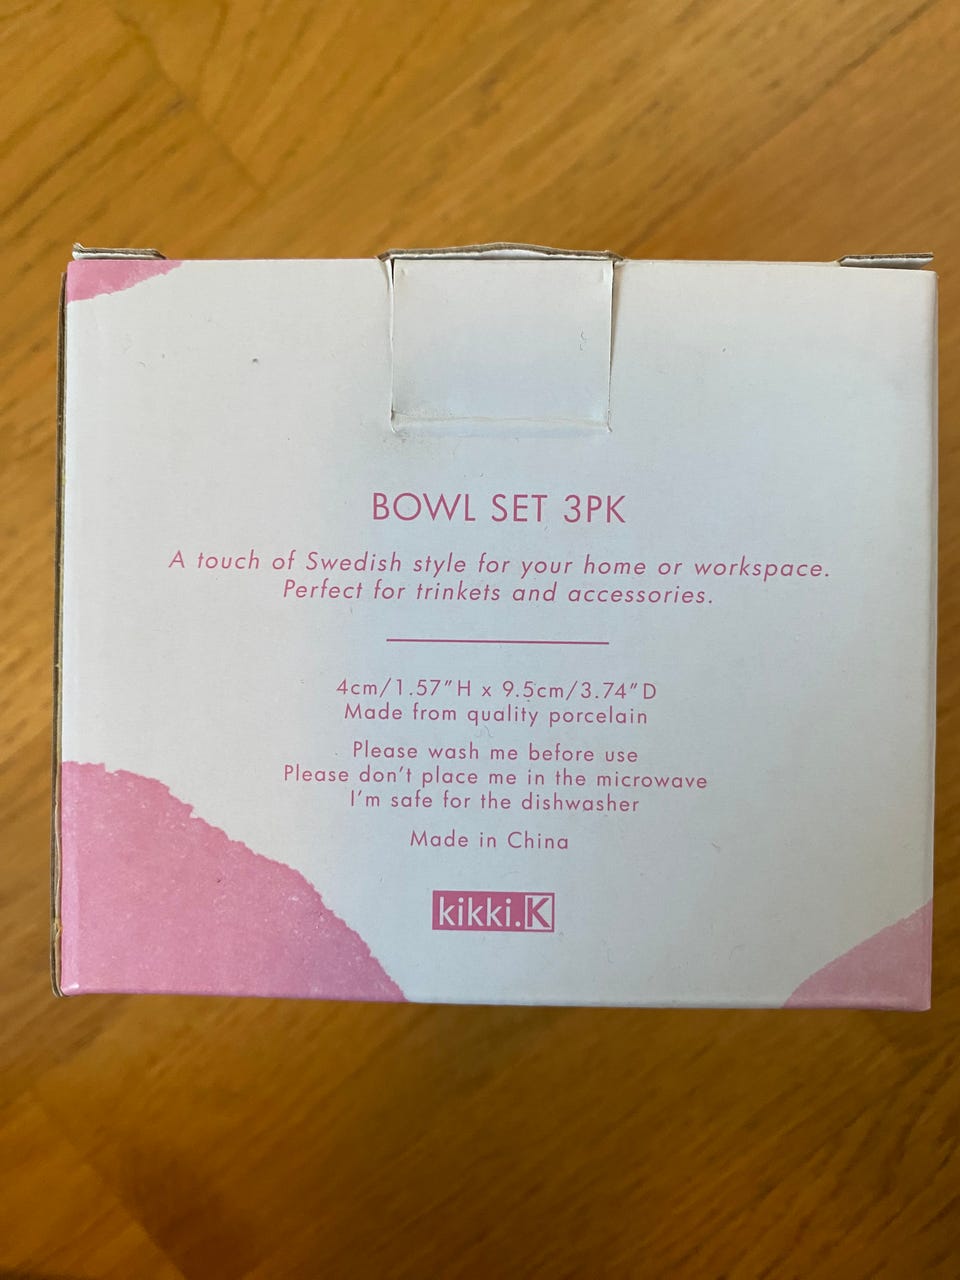 BOWL SET 3PK
A touch of Swedish style for your home or workspace.
Perfect for trinkets and accessories.
4cm/1.57”H x 9.5cm/3.74”D
Made from quality porcelain
Please wash me before use
Please don’t place me in the microwave
I’m safe for the dishwasher
Made in China
kikki.K